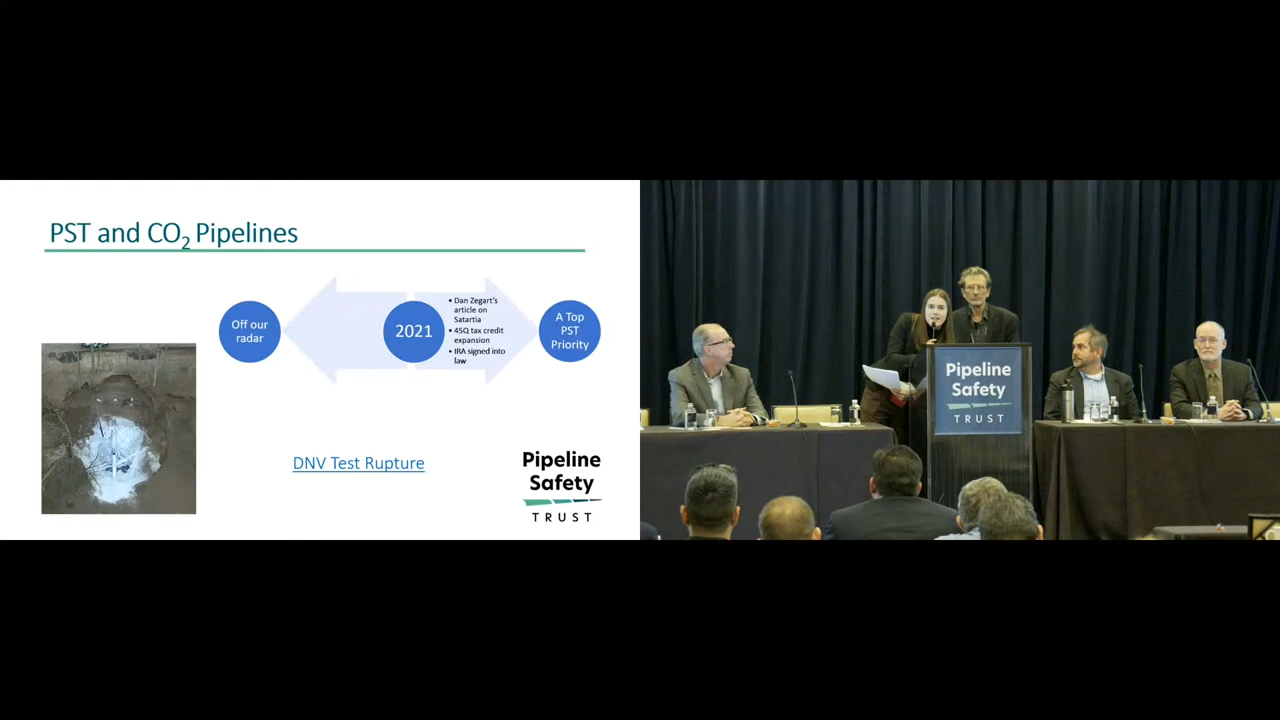 PST and CO2 Pipelines
Off our
radar
2021
• Dan Zegart's
article on
Satartia
• 45Q tax credit
expansion
• IRA signed into
law
A Top
PST
Priority
DNV Test Rupture
Pipeline
Safety
TRUST
Pipeline
Safety
TRUST